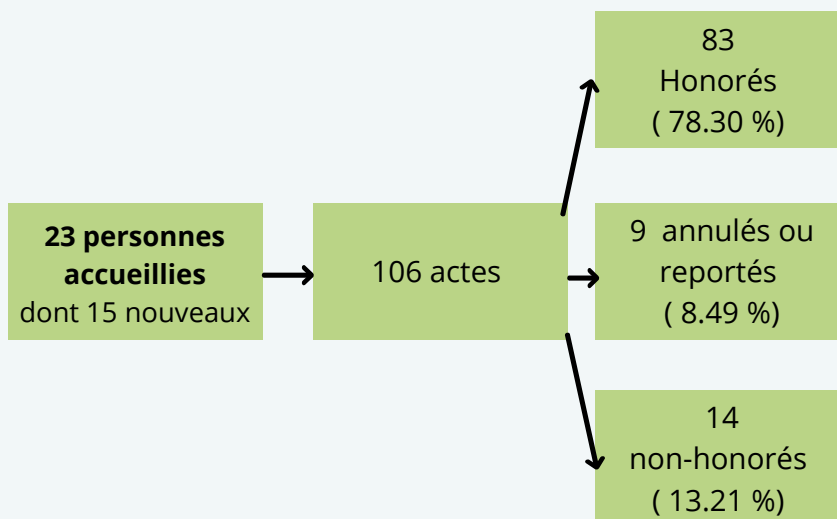 83
Honorés
( 78.30 %)
23 personnes
accueillies
dont 15 nouveaux
106 actes
9 annulés ou
reportés
( 8.49 %)
14
non-honorés
( 13.21 %)